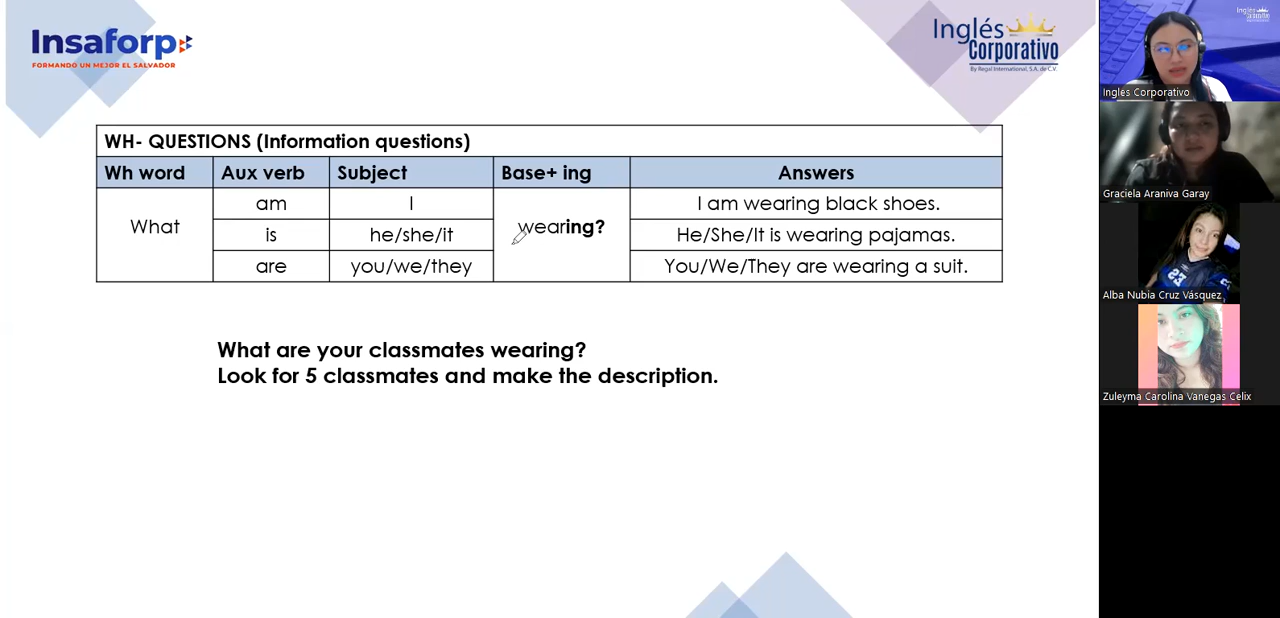 Insaforp
FORMANDO UN MEJOR EL SALVADOR
Inglés
Corporativo
By Regal International, S.A. de C.V.
WH- QUESTIONS (Information questions)
Wh word Aux verb Subject Base+ ing Answers
What am I wearing? I am wearing black shoes.
is he/she/it He/She/It is wearing pajamas.
are you/we/they You/We/They are wearing a suit.
What are your classmates wearing?
Look for 5 classmates and make the description.
Inglés Corporativo
Graciela Araniva Garay
23
Alba Nubia Cruz Vásquez
Zuleyma Carolina Vanegas Celix